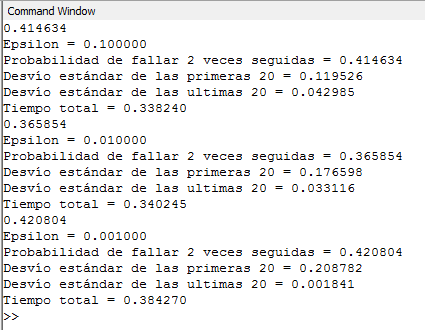 Command Window
0.414634
Epsilon = 0.100000
Probabilidad de fallar 2 veces seguidas = 0.414634
Desvío estándar de las primeras 20 = 0.119526
Desvío estándar de las ultimas 20 = 0.042985
Tiempo total = 0.338240
0.365854
Epsilon = 0.010000
Probabilidad de fallar 2 veces seguidas = 0.365854
Desvío estándar de las primeras 20 = 0.176598
Desvío estándar de las ultimas 20 = 0.033116
Tiempo total = 0.340245
0.420804
Epsilon = 0.001000
Probabilidad de fallar 2 veces seguidas = 0.420804
Desvío estándar de las primeras 20 = 0.208782
Desvío estándar de las ultimas 20 = 0.001841
Tiempo total = 0.384270
>>